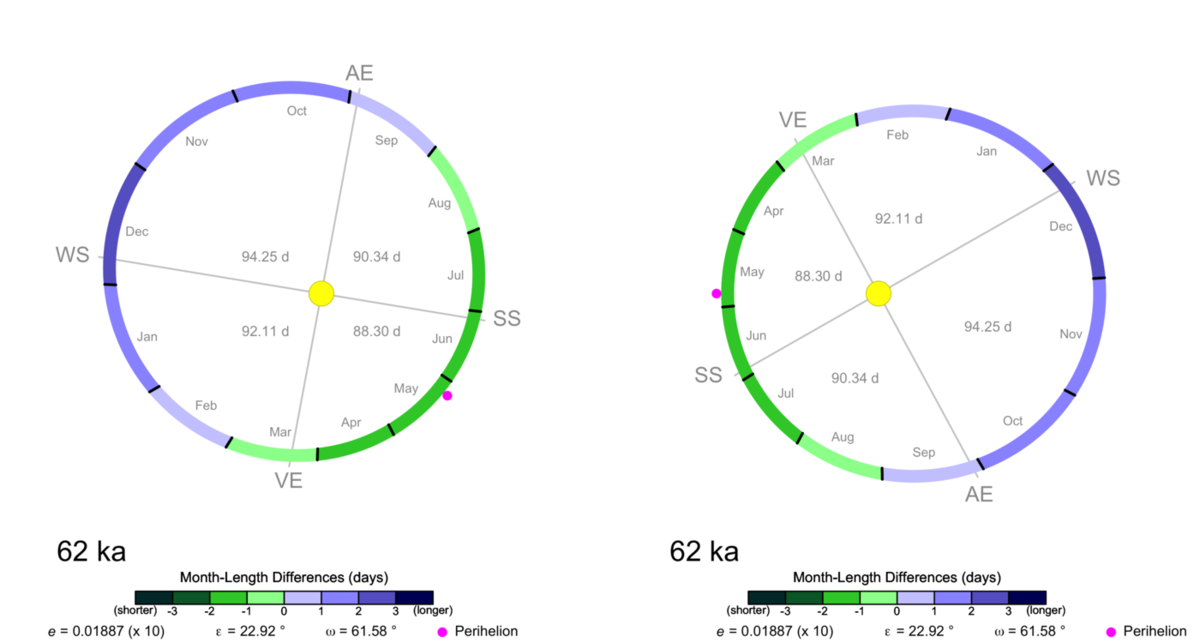 AE
Oct
Sep
Nov
Aug
Dec
WS
94.25 d
90.34 d
Jul
SS
92.11 d
88.30 d
Jun
Jan
May
Feb
Apr
Mar
VE
62 ka
Month-Length Differences (days)
(shorter) -3 -2 -1 0 1 2 3 (longer)
e = 0.01887 (x 10) ε = 22.92 ° ω = 61.58 ° Perihelion
VE
Feb
Jan
Mar
WS
Apr
92.11 d
Dec
May
88.30 d
94.25 d
Nov
Jun
SS
90.34 d
Jul
Oct
Aug
Sep
AE
62 ka
Month-Length Differences (days)
(shorter) -3 -2 -1 0 1 2 3 (longer)
e = 0.01887 (x 10) ε = 22.92 ° ω = 61.58 ° Perihelion